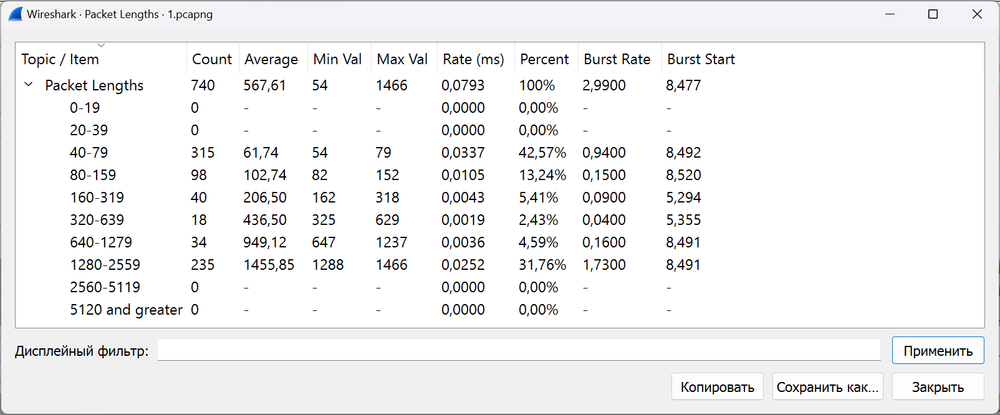 Wireshark · Packet Lengths · 1.pcapng
Topic / Item Count Average Min Val Max Val Rate (ms) Percent Burst Rate Burst Start
Packet Lengths 740 567,61 54 1466 0,0793 100% 2,9900 8,477
0-19 0 - - - 0,0000 0,00% - -
20-39 0 - - - 0,0000 0,00% - -
40-79 315 61,74 54 79 0,0337 42,57% 0,9400 8,492
80-159 98 102,74 82 152 0,0105 13,24% 0,1500 8,520
160-319 40 206,50 162 318 0,0043 5,41% 0,0900 5,294
320-639 18 436,50 325 629 0,0019 2,43% 0,0400 5,355
640-1279 34 949,12 647 1237 0,0036 4,59% 0,1600 8,491
1280-2559 235 1455,85 1288 1466 0,0252 31,76% 1,7300 8,491
2560-5119 0 - - - 0,0000 0,00% - -
5120 and greater 0 - - - 0,0000 0,00% - -
Дисплейный фильтр: Применить
Копировать Сохранить как... Закрыть